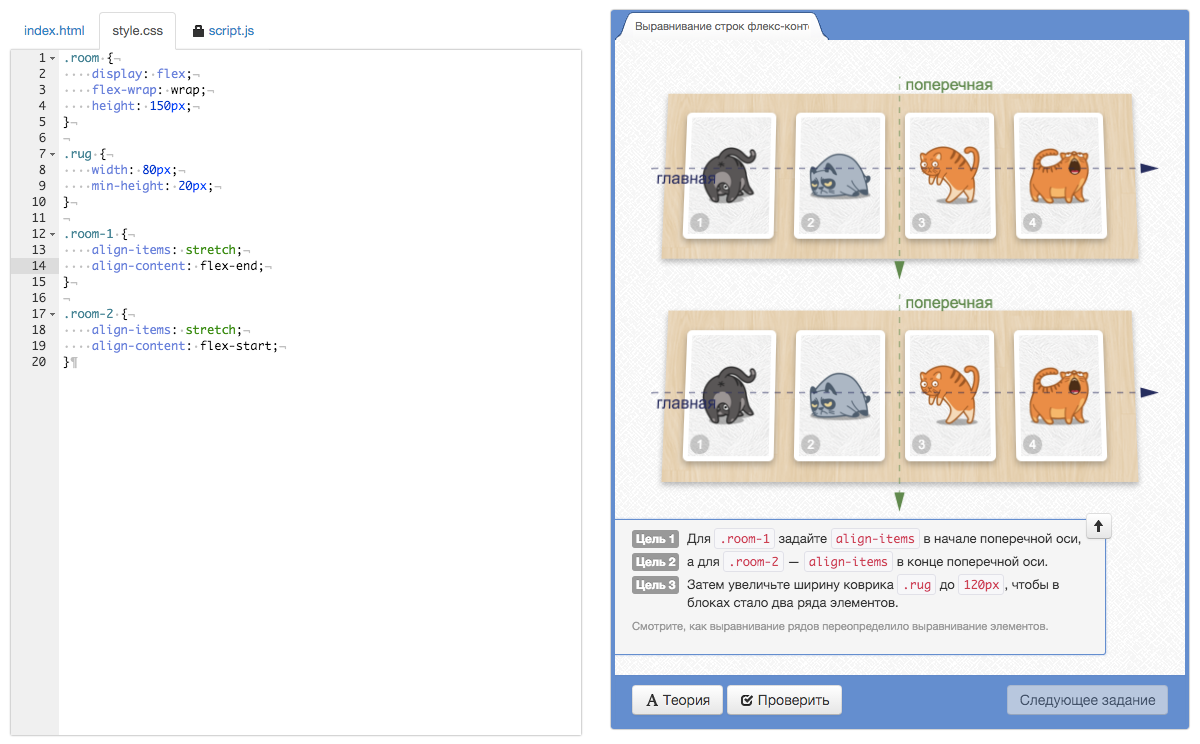 index.html
style.css
script.js
1 .room {¬
2 ····display:·flex;¬
3 ····flex-wrap:·wrap;¬
4 ····height:·150px;¬
5 }¬
6 ¬
7 .rug·{¬
8 ····width:·80px;¬
9 ····min-height:·20px;¬
10 }¬
11 ¬
12 .room-1·{¬
13 ····align-items:·stretch;¬
14 ····align-content:·flex-end;¬
15 }¬
16 ¬
17 .room-2·{¬
18 ····align-items:·stretch;¬
19 ····align-content:·flex-start;¬
20 }¶
Выравнивание строк флекс-конт
поперечная
главная
1 2 3 4
поперечная
главная
1 2 3 4
Цель 1 Для .room-1 задайте align-items в начале поперечной оси,
Цель 2 а для .room-2 — align-items в конце поперечной оси.
Цель 3 Затем увеличьте ширину коврика .rug до 120px, чтобы в
блоках стало два ряда элементов.
Смотрите, как выравнивание рядов переопределило выравнивание элементов.
Теория
Проверить
Следующее задание